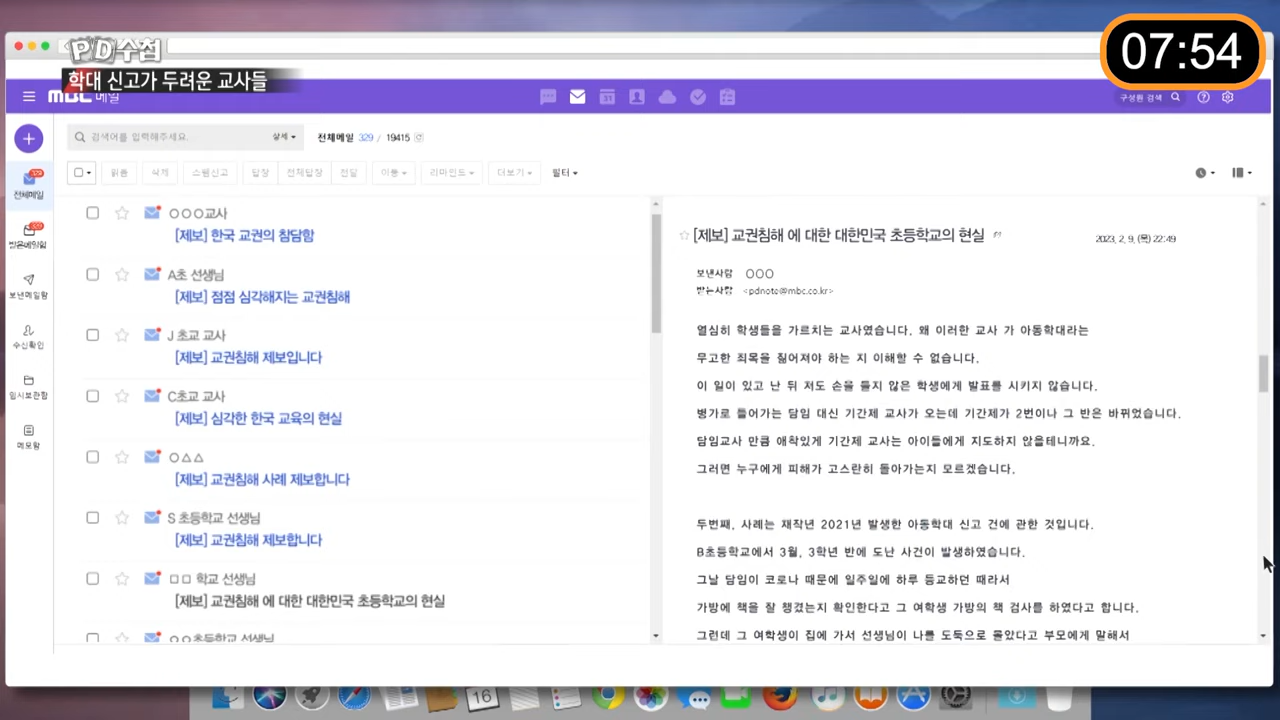 PD수첩
학대 신고가 두려운 교사들
07:54
mbc 메일
31
구성원 검색
검색어를 입력해주세요.
상세
전체메일 329 / 19415
읽음 삭제 스팸신고 답장 전체답장 전달 이동 리마인드 더보기 필터
329
전체메일
329
받은메일함
보낸메일함
수신확인
임시보관함
메모함
○○○교사
[제보] 한국 교권의 참담함
A초 선생님
[제보] 점점 심각해지는 교권침해
J 초교 교사
[제보] 교권침해 제보입니다
C초교 교사
[제보] 심각한 한국 교육의 현실
○△△
[제보] 교권침해 사례 제보합니다
S 초등학교 선생님
[제보] 교권침해 제보합니다
□□ 학교 선생님
[제보] 교권침해 에 대한 대한민국 초등학교의 현실
○○초등학교 선생님
[제보] 교권침해 에 대한 대한민국 초등학교의 현실
2023. 2. 9. (목) 22:49
보낸사람 ○○○
받는사람 <pdnote@mbc.co.kr>
열심히 학생들을 가르치는 교사였습니다. 왜 이러한 교사 가 아동학대라는
무고한 죄목을 짊어져야 하는 지 이해할 수 없습니다.
이 일이 있고 난 뒤 저도 손을 들지 않은 학생에게 발표를 시키지 않습니다.
병가로 들어가는 담임 대신 기간제 교사가 오는데 기간제가 2번이나 그 반은 바뀌었습니다.
담임교사 만큼 애착있게 기간제 교사는 아이들에게 지도하지 않을테니까요.
그러면 누구에게 피해가 고스란히 돌아가는지 모르겠습니다.
두번째, 사례는 재작년 2021년 발생한 아동학대 신고 건에 관한 것입니다.
B초등학교에서 3월, 3학년 반에 도난 사건이 발생하였습니다.
그날 담임이 코로나 때문에 일주일에 하루 등교하던 때라서
가방에 책을 잘 챙겼는지 확인한다고 그 여학생 가방의 책 검사를 하였다고 합니다.
그런데 그 여학생이 집에 가서 선생님이 나를 도둑으로 몰았다고 부모에게 말해서
16